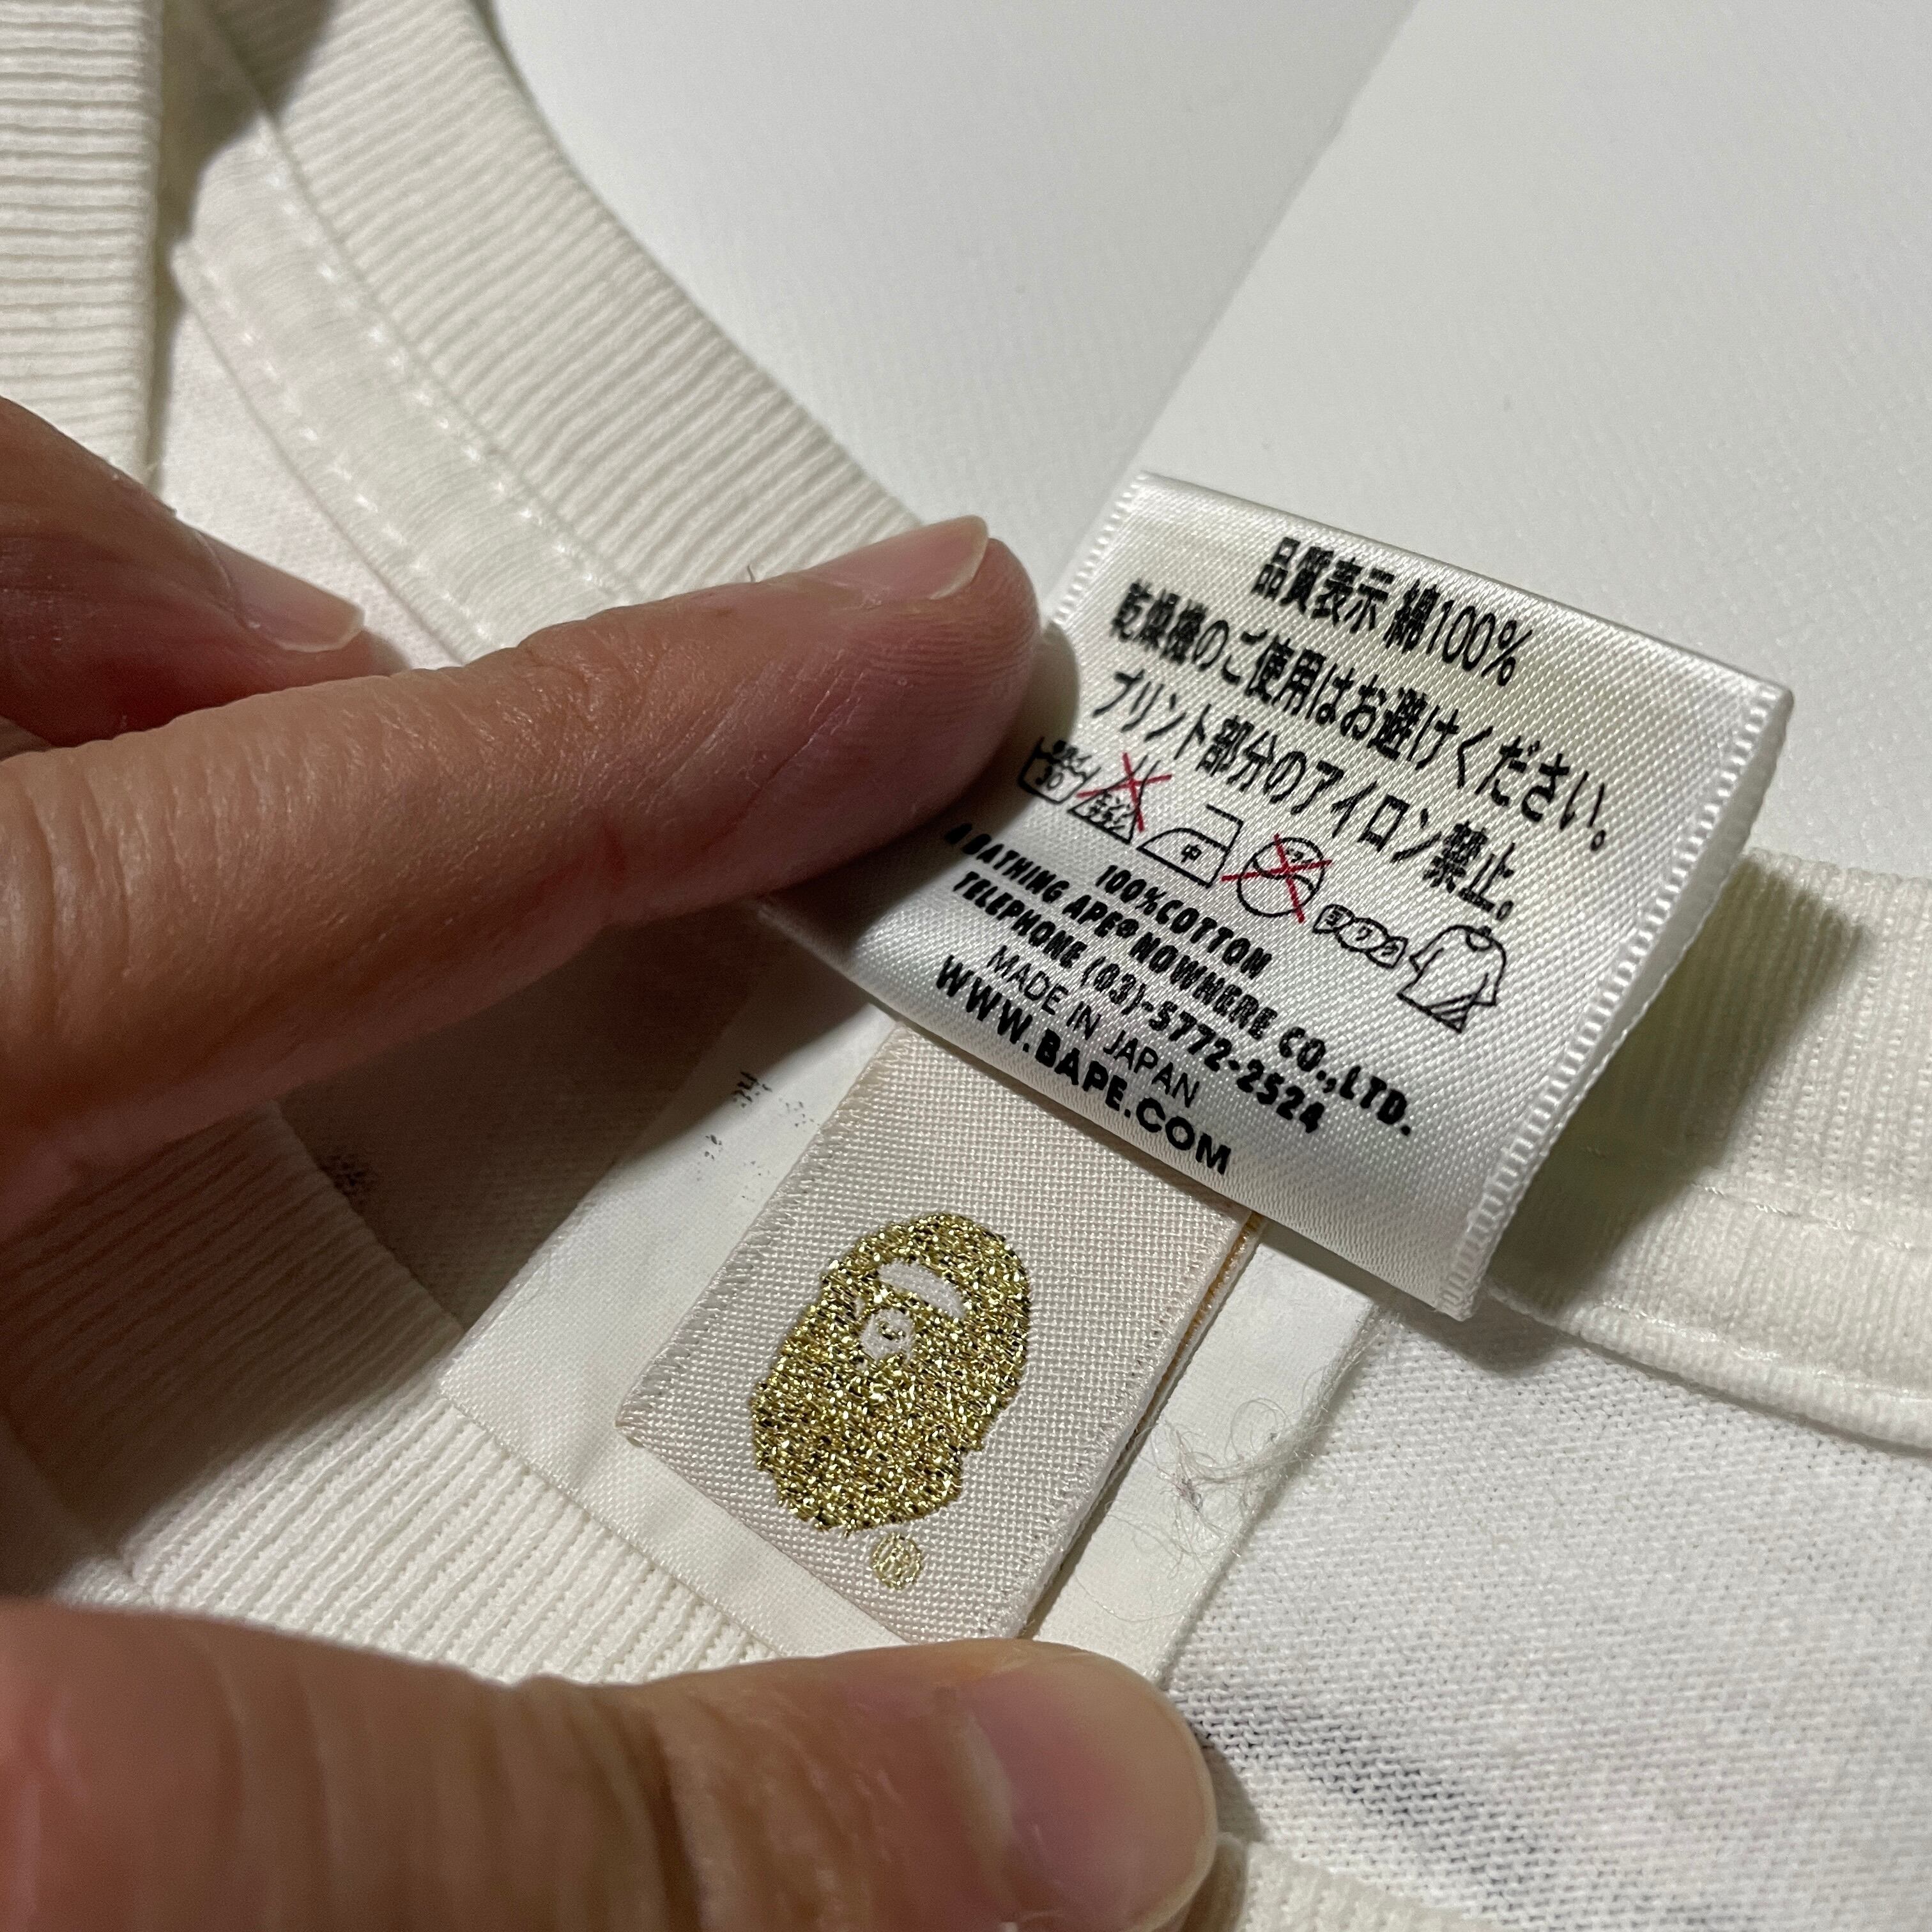 品質表示 綿100%
乾燥機のご使用はお避けください。
プリント部分のアイロン禁止。
30 中
100%COTTON
A BATHING APE® NOWHERE CO.,LTD.
TELEPHONE (03)-5772-2524
MADE IN JAPAN
WWW.BAPE.COM